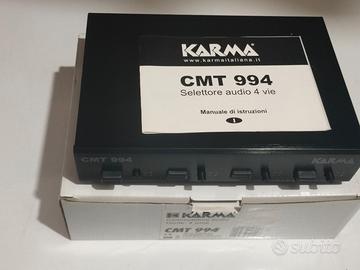 KARMA
www.karmaitaliana.it
CMT 994
Selettore audio 4 vie
Manuale di istruzioni
I
CMT 994
KARMA
KARMA
CMT 994
Subito